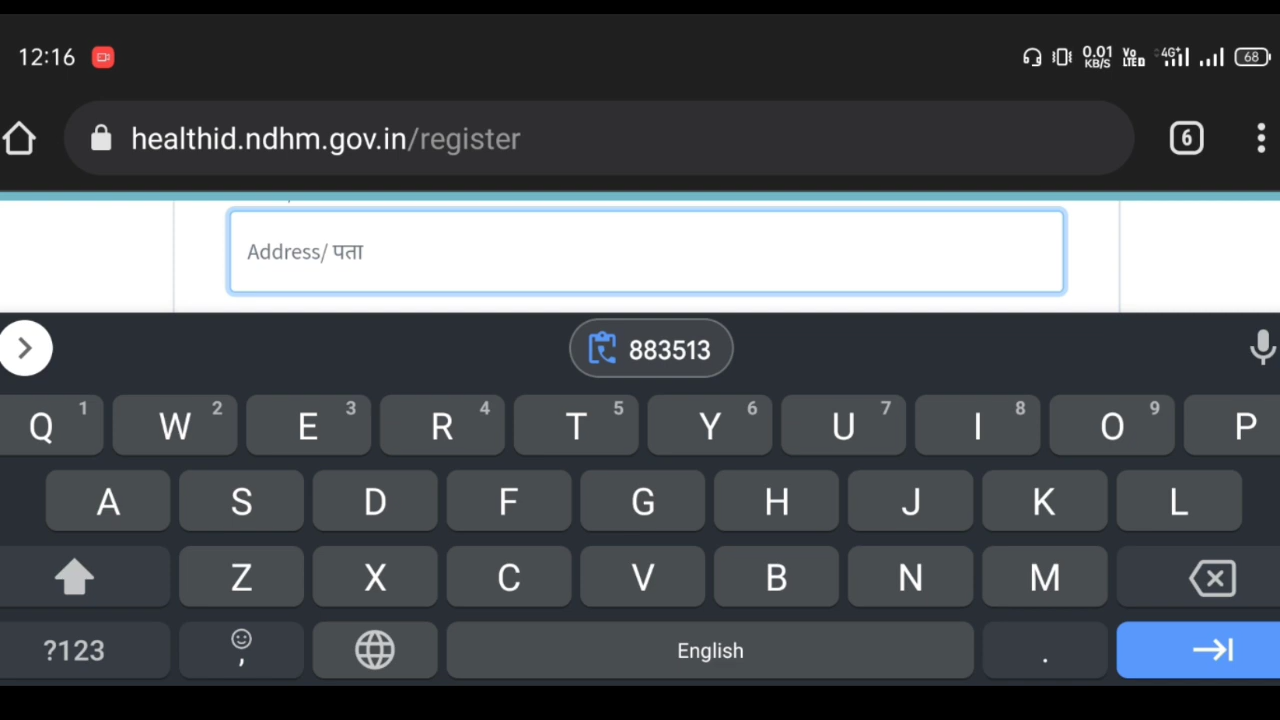 12:16 0.01 KB/S Vo LTE D 4G+ 68
healthid.ndhm.gov.in/register 6
Address/ पता
883513
Q 1 W 2 E 3 R 4 T 5 Y 6 U 7 I 8 O 9 P
A S D F G H J K L
Z X C V B N M
?123 , English .